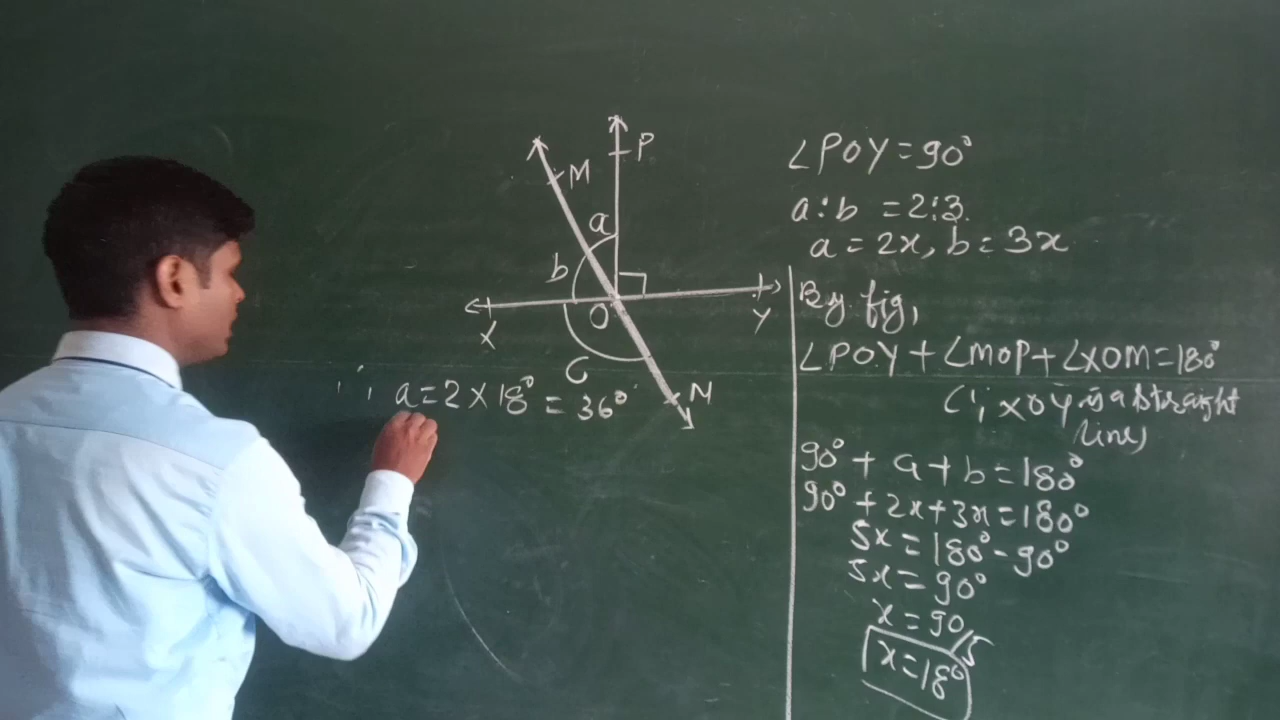 P
M
a
b
O
X
Y
C
N
∴ a=2×18°=36°
∠POY=90°
a:b=2:3.
a=2x, b=3x
By fig,
∠POY+∠MOP+∠XOM=180°
(∵ XOY is a straight
line)
90°+a+b=180°
90°+2x+3x=180°
5x=180°-90°
5x=90°
x=90/5
x=18°